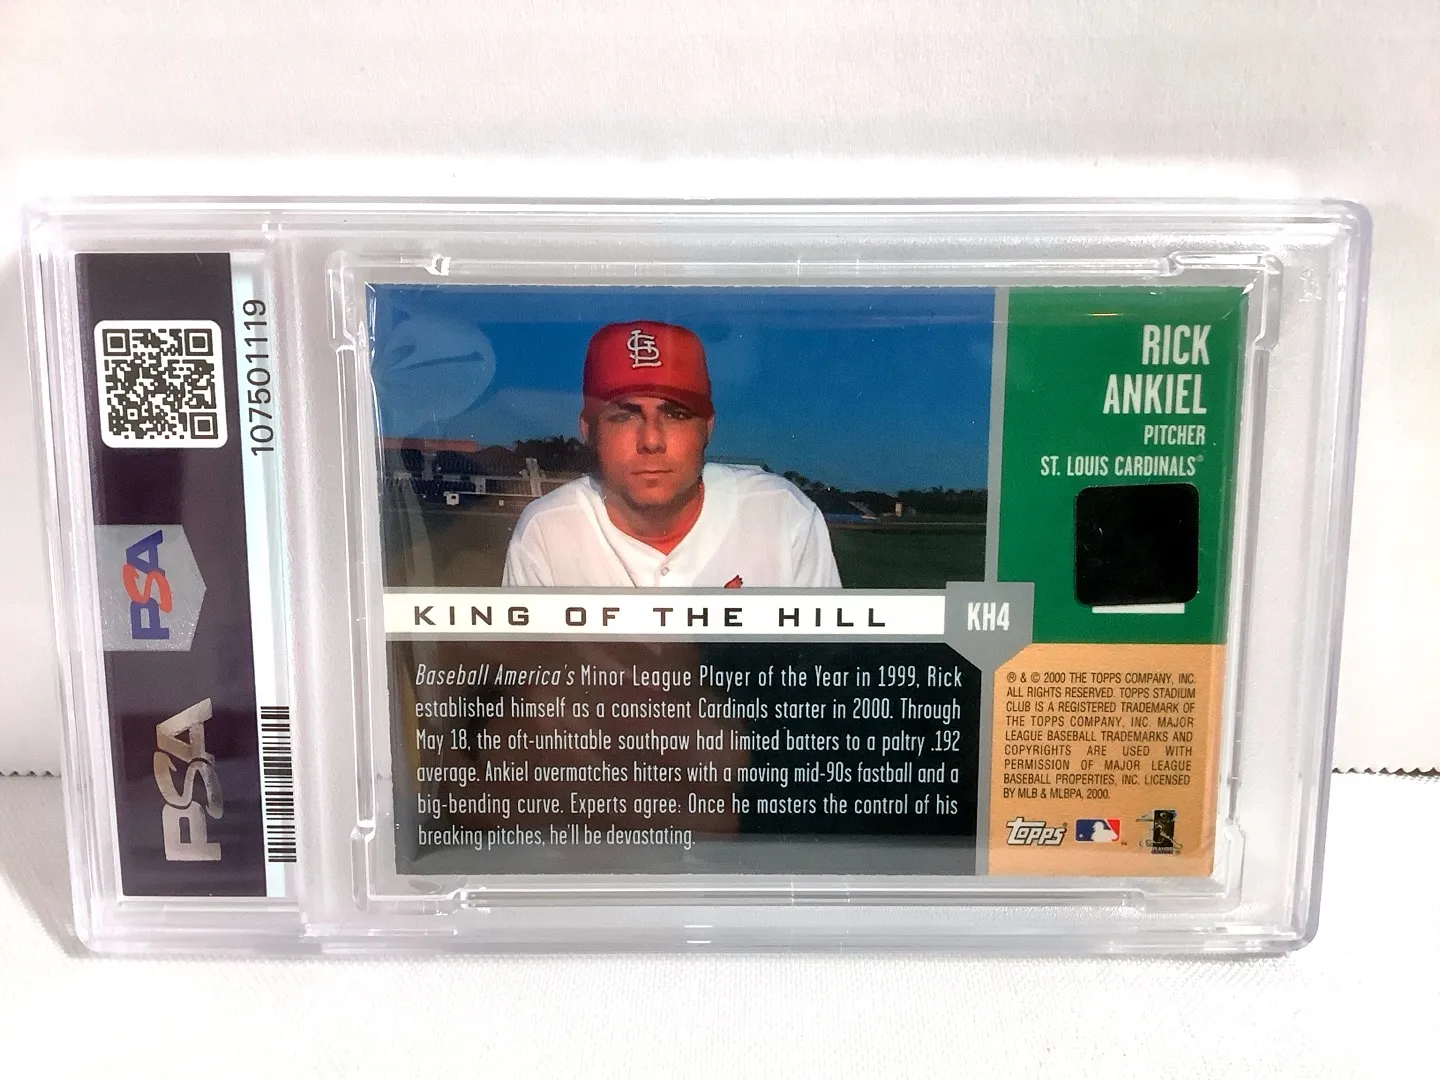 107501119
PSA
PSA
StL
RICK
ANKIEL
PITCHER
ST. LOUIS CARDINALS®
KING OF THE HILL
KH4
Baseball America's Minor League Player of the Year in 1999, Rick
established himself as a consistent Cardinals starter in 2000. Through
May 18, the oft-unhittable southpaw had limited batters to a paltry .192
average. Ankiel overmatches hitters with a moving mid-90s fastball and a
big-bending curve. Experts agree: Once he masters the control of his
breaking pitches, he'll be devastating.
® & © 2000 THE TOPPS COMPANY, INC.
ALL RIGHTS RESERVED. TOPPS STADIUM
CLUB IS A REGISTERED TRADEMARK OF
THE TOPPS COMPANY, INC. MAJOR
LEAGUE BASEBALL TRADEMARKS AND
COPYRIGHTS ARE USED WITH
PERMISSION OF MAJOR LEAGUE
BASEBALL PROPERTIES, INC. LICENSED
BY MLB & MLBPA, 2000.
Topps